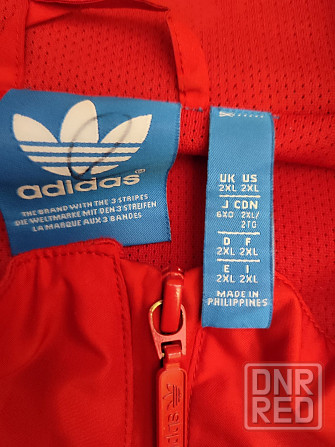 adidas®
THE BRAND WITH THE 3 STRIPES
DIE WELTMARKE MIT DEN 3 STREIFEN
LA MARQUE AUX 3 BANDES
UK US
2XL 2XL
J CDN
6XO 2XL/
2TG
D F
2XL 2XL
E I
2XL 2XL
MADE IN
PHILIPPINES
adidas
DNR
RED